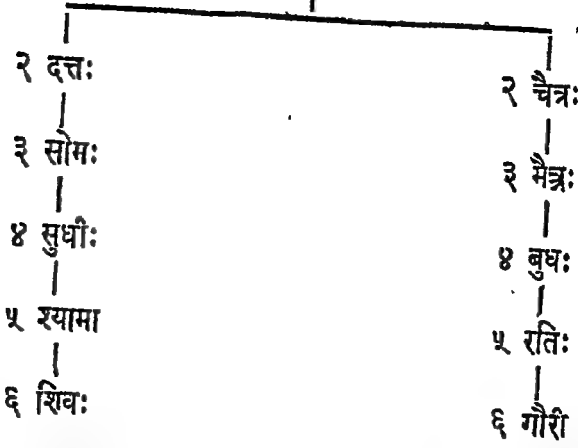 २ दत्तः
३ सोमः
४ सुधीः
५ श्यामा
६ शिवः
२ चैत्रः
३ मैत्रः
४ बुधः
५ रतिः
६ गौरी